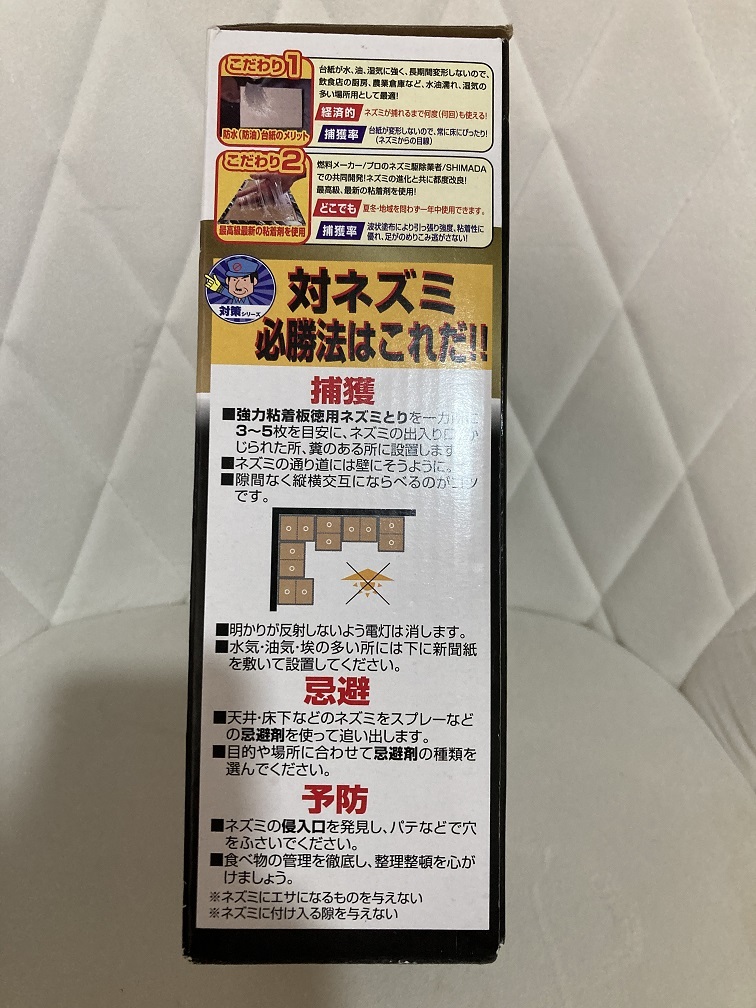 こだわり1
台紙が水、油、湿気に強く、長期間変形しないので、
飲食店の厨房、農業倉庫など、水油濡れ、湿気の
多い場所用として最適!
経済的 ネズミが捕れるまで何度(何回)も使える!
捕獲率 台紙が変形しないので、常に床にぴったり!
(ネズミからの目線)
防水(防油)台紙のメリット
こだわり2
燃料メーカー/プロのネズミ駆除業者/SHIMADA
での共同開発!ネズミの進化と共に都度改良!
最高級、最新の粘着剤を使用!
どこでも 夏冬・地域を問わず一年中使用できます。
捕獲率 波状塗布により引っ張り強度、粘着性に
優れ、足がのめりこみ逃がさない!
最高級最新の粘着剤を使用
対策シリーズ
対ネズミ
必勝法はこれだ!!
捕獲
■強力粘着板徳用ネズミとりを一カ所に
3〜5枚を目安に、ネズミの出入り口、か
じられた所、糞のある所に設置します
■ネズミの通り道には壁にそうように。
■隙間なく縦横交互にならべるのがコツ
です。
■明かりが反射しないよう電灯は消します。
■水気・油気・埃の多い所には下に新聞紙
を敷いて設置してください。
忌避
■天井・床下などのネズミをスプレーなど
の忌避剤を使って追い出します。
■目的や場所に合わせて忌避剤の種類を
選んでください。
予防
■ネズミの侵入口を発見し、パテなどで穴
をふさいでください。
■食べ物の管理を徹底し、整理整頓を心が
けましょう。
※ネズミにエサになるものを与えない
※ネズミに付け入る隙を与えない